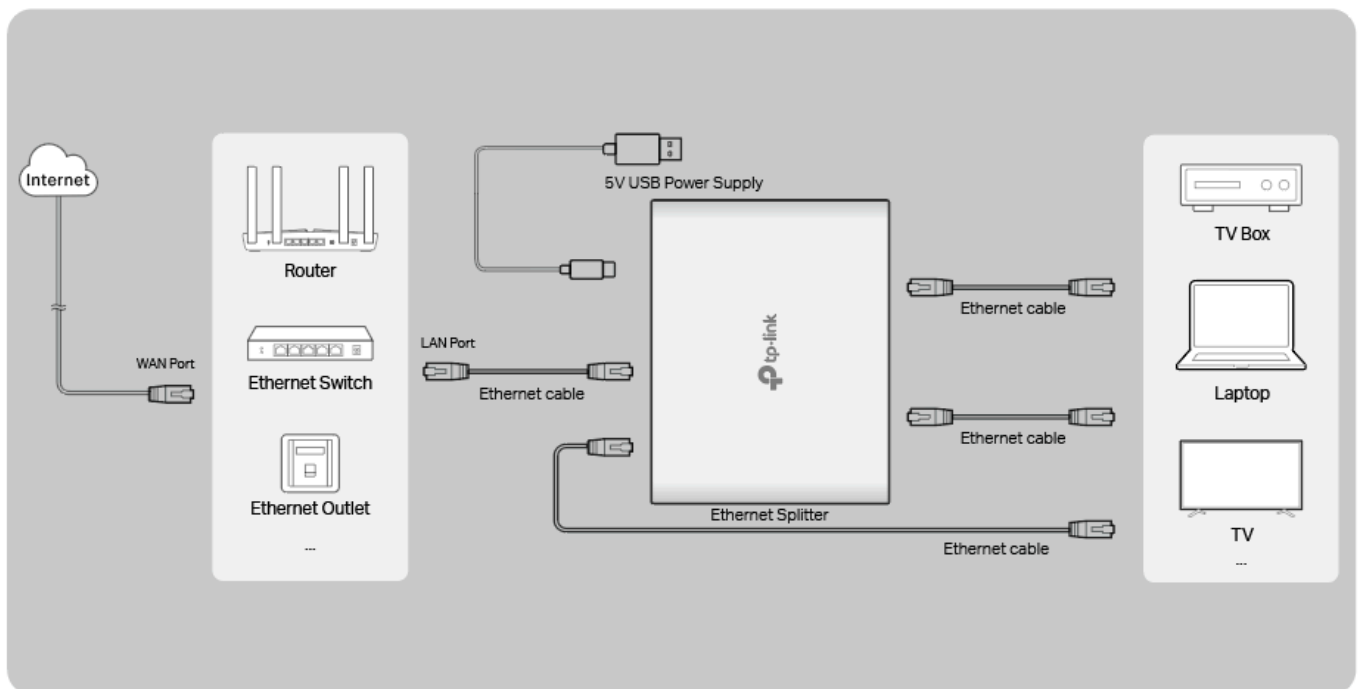 Internet
WAN Port
Router
Ethernet Switch
Ethernet Outlet
...
5V USB Power Supply
LAN Port
Ethernet cable
tp-link
Ethernet Splitter
Ethernet cable
Ethernet cable
Ethernet cable
TV Box
Laptop
TV
...